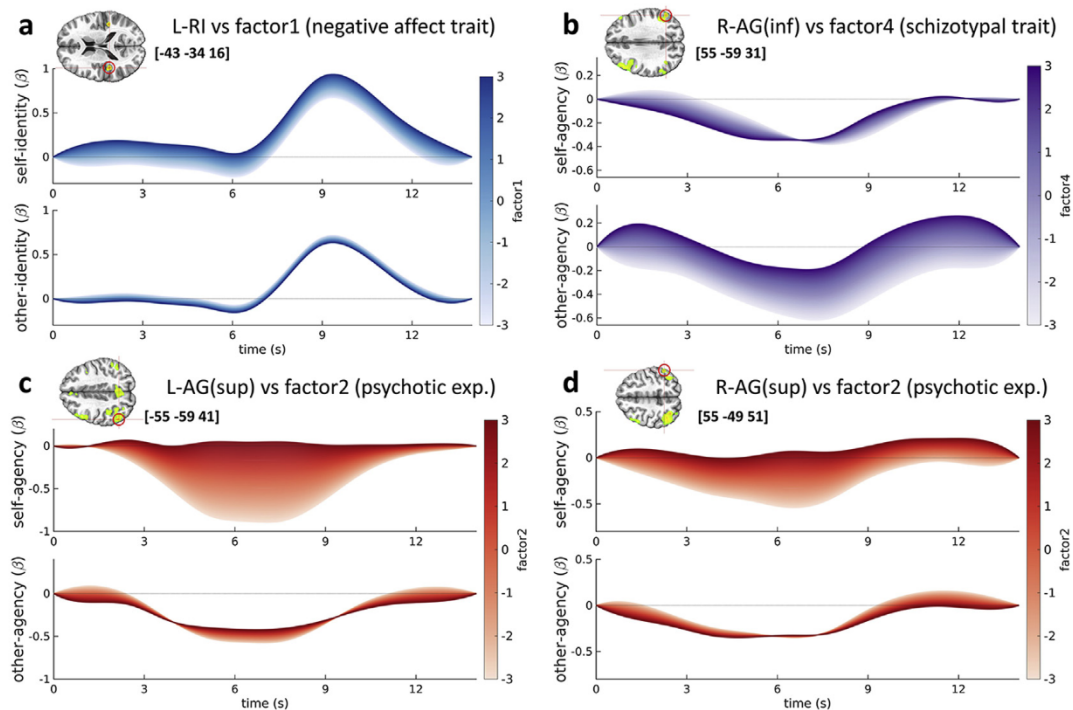 a
L-RI vs factor1 (negative affect trait)
[-43 -34 16]
self-identity (β)
1
0.5
0
0 3 6 9 12
other-identity (β)
1
0.5
0
0 3 6 9 12
time (s)
3
2
1
0
-1
-2
-3
factor1
b
R-AG(inf) vs factor4 (schizotypal trait)
[55 -59 31]
self-agency (β)
0.2
0
-0.2
-0.4
-0.6
0 3 6 9 12
other-agency (β)
0.2
0
-0.2
-0.4
-0.6
0 3 6 9 12
time (s)
3
2
1
0
-1
-2
-3
factor4
c
L-AG(sup) vs factor2 (psychotic exp.)
[-55 -59 41]
self-agency (β)
0
-0.5
-1
0 3 6 9 12
other-agency (β)
0
-0.5
-1
0 3 6 9 12
time (s)
3
2
1
0
-1
-2
-3
factor2
d
R-AG(sup) vs factor2 (psychotic exp.)
[55 -49 51]
self-agency (β)
0.5
0
-0.5
0 3 6 9 12
other-agency (β)
0.5
0
-0.5
0 3 6 9 12
time (s)
3
2
1
0
-1
-2
-3
factor2